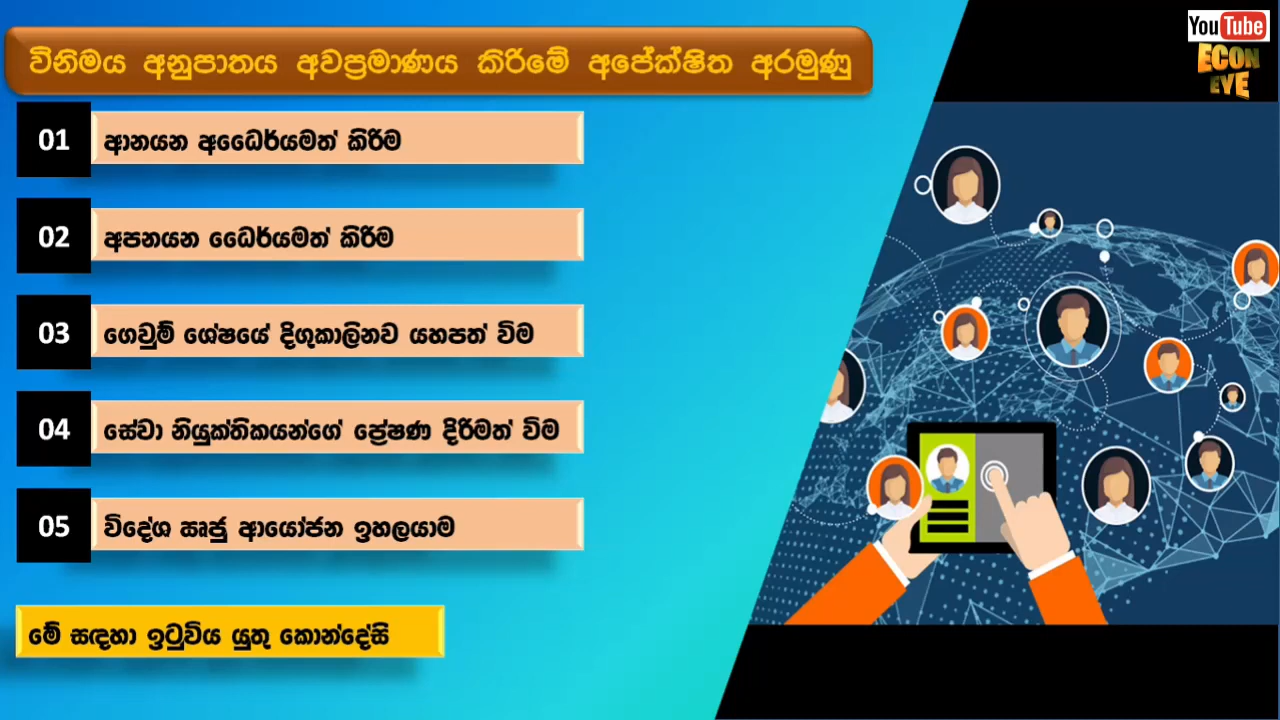 විනිමය අනුපාතය අවප්‍රමාණය කිරිමේ අපේක්ෂිත අරමුණු
01 ආනයන අධෛර්යමත් කිරීම
02 අපනයන ධෛර්යමත් කිරීම
03 ගෙවුම් ශේෂයේ දිගුකාලිනව යහපත් විම
04 සේවා නියුක්තිකයන්ගේ ප්‍රේෂණ දිරිමත් විම
05 විදේශ සෘජු ආයෝජන ඉහලයාම
මේ සඳහා ඉටුවිය යුතු කොන්දේසි
YouTube
ECON
EYE